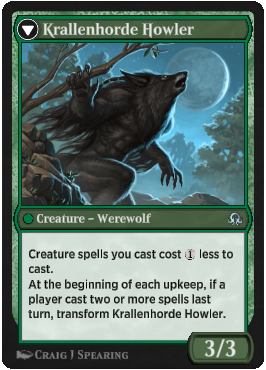 Krallenhorde Howler
Creature – Werewolf
Creature spells you cast cost 1 less to
cast.
At the beginning of each upkeep, if a
player cast two or more spells last
turn, transform Krallenhorde Howler.
3/3
Craig J Spearing